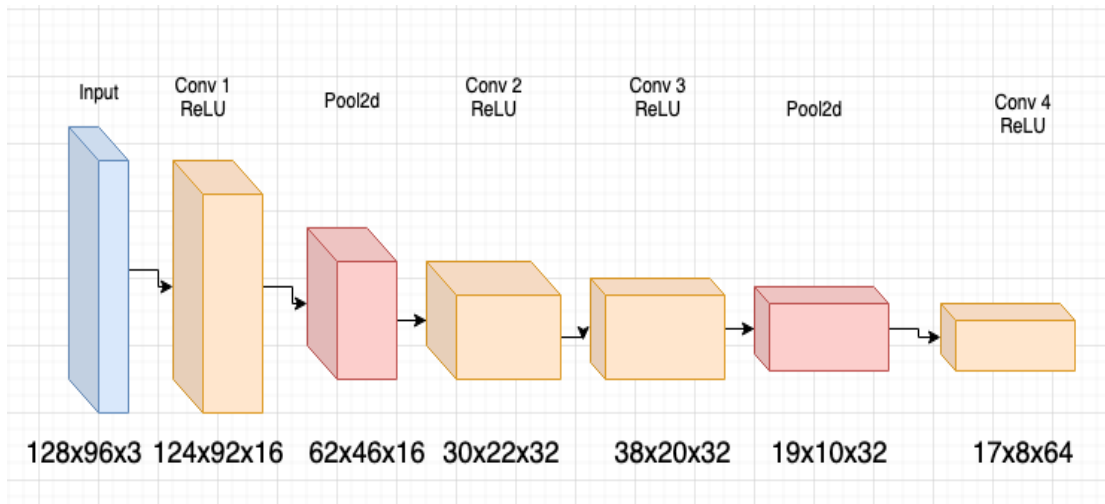 Input
Conv 1
ReLU
Pool2d
Conv 2
ReLU
Conv 3
ReLU
Pool2d
Conv 4
ReLU
128x96x3
124x92x16
62x46x16
30x22x32
38x20x32
19x10x32
17x8x64